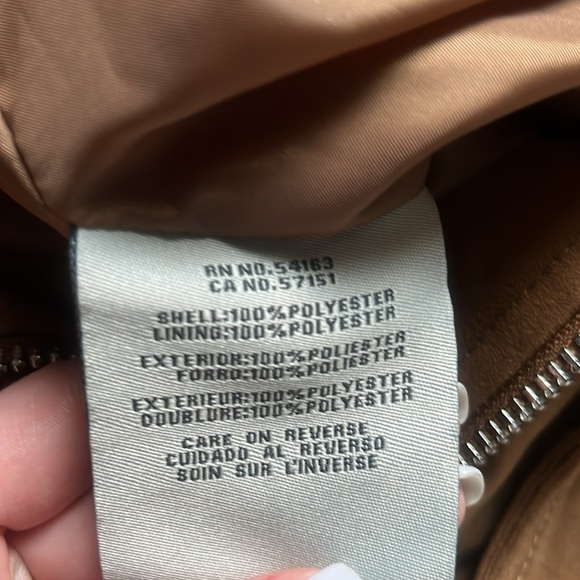 RN NO.54163
CA NO.57151
SHELL:100%POLYESTER
LINING:100%POLYESTER
EXTERIOR:100%POLIESTER
FORRO:100%POLIESTER
EXTERIEUR:100%POLYESTER
DOUBLURE:100%POLYESTER
CARE ON REVERSE
CUIDADO AL REVERSO
SOIN SUR L'INVERSE